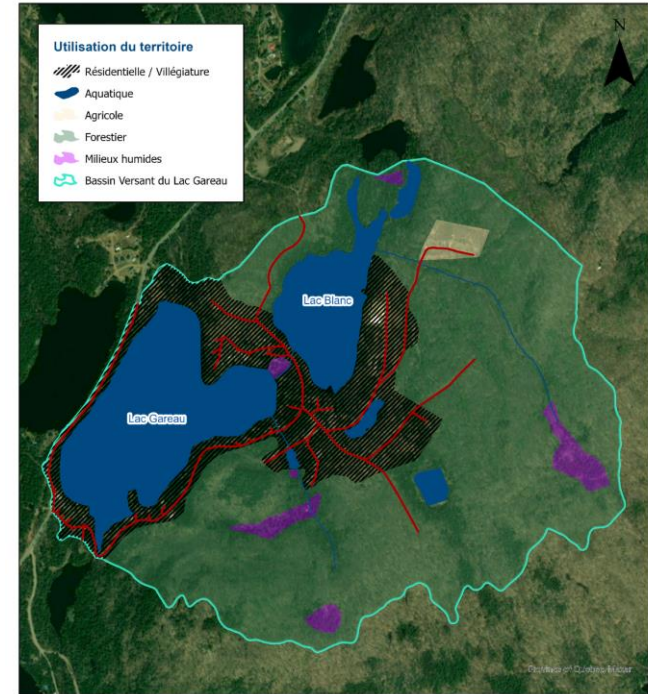 Utilisation du territoire
Résidentielle / Villégiature
Aquatique
Agricole
Forestier
Milieux humides
Bassin Versant du Lac Gareau
N
Lac Blanc
Lac Gareau